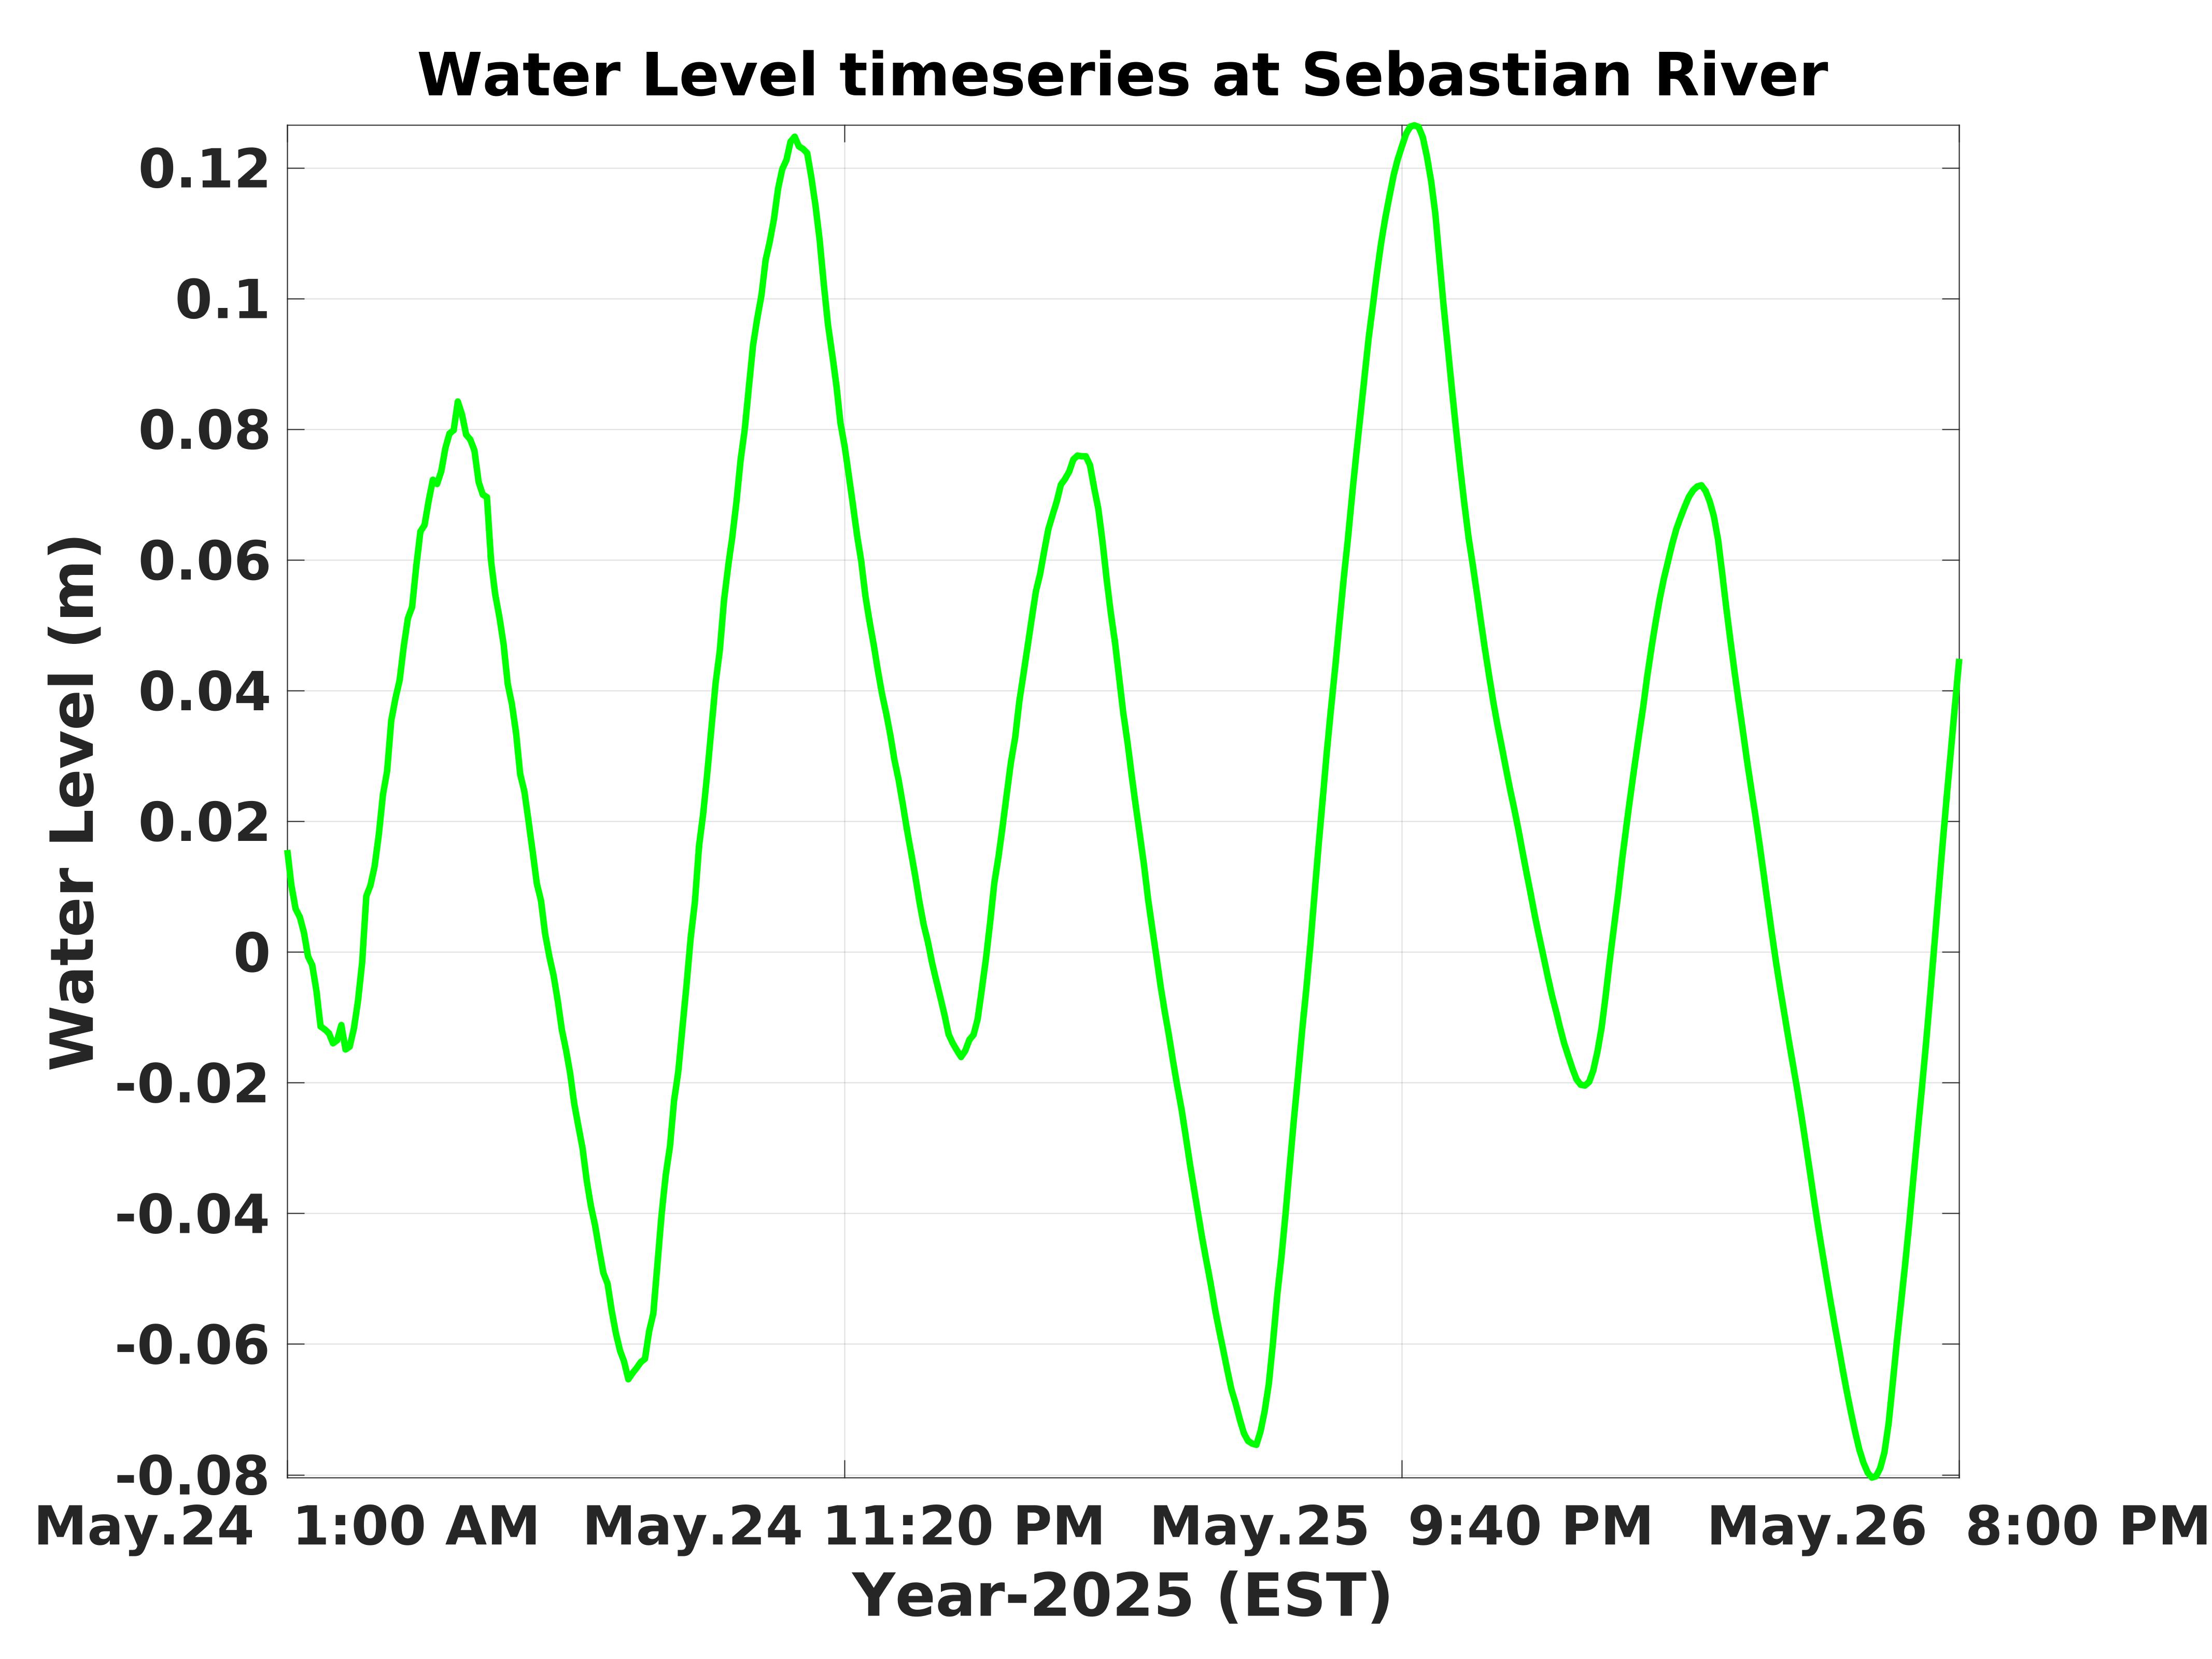 Water Level timeseries at Sebastian River
Water Level (m)
0.12
0.1
0.08
0.06
0.04
0.02
0
-0.02
-0.04
-0.06
-0.08
May.24 1:00 AM May.24 11:20 PM May.25 9:40 PM May.26 8:00 PM
Year-2025 (EST)